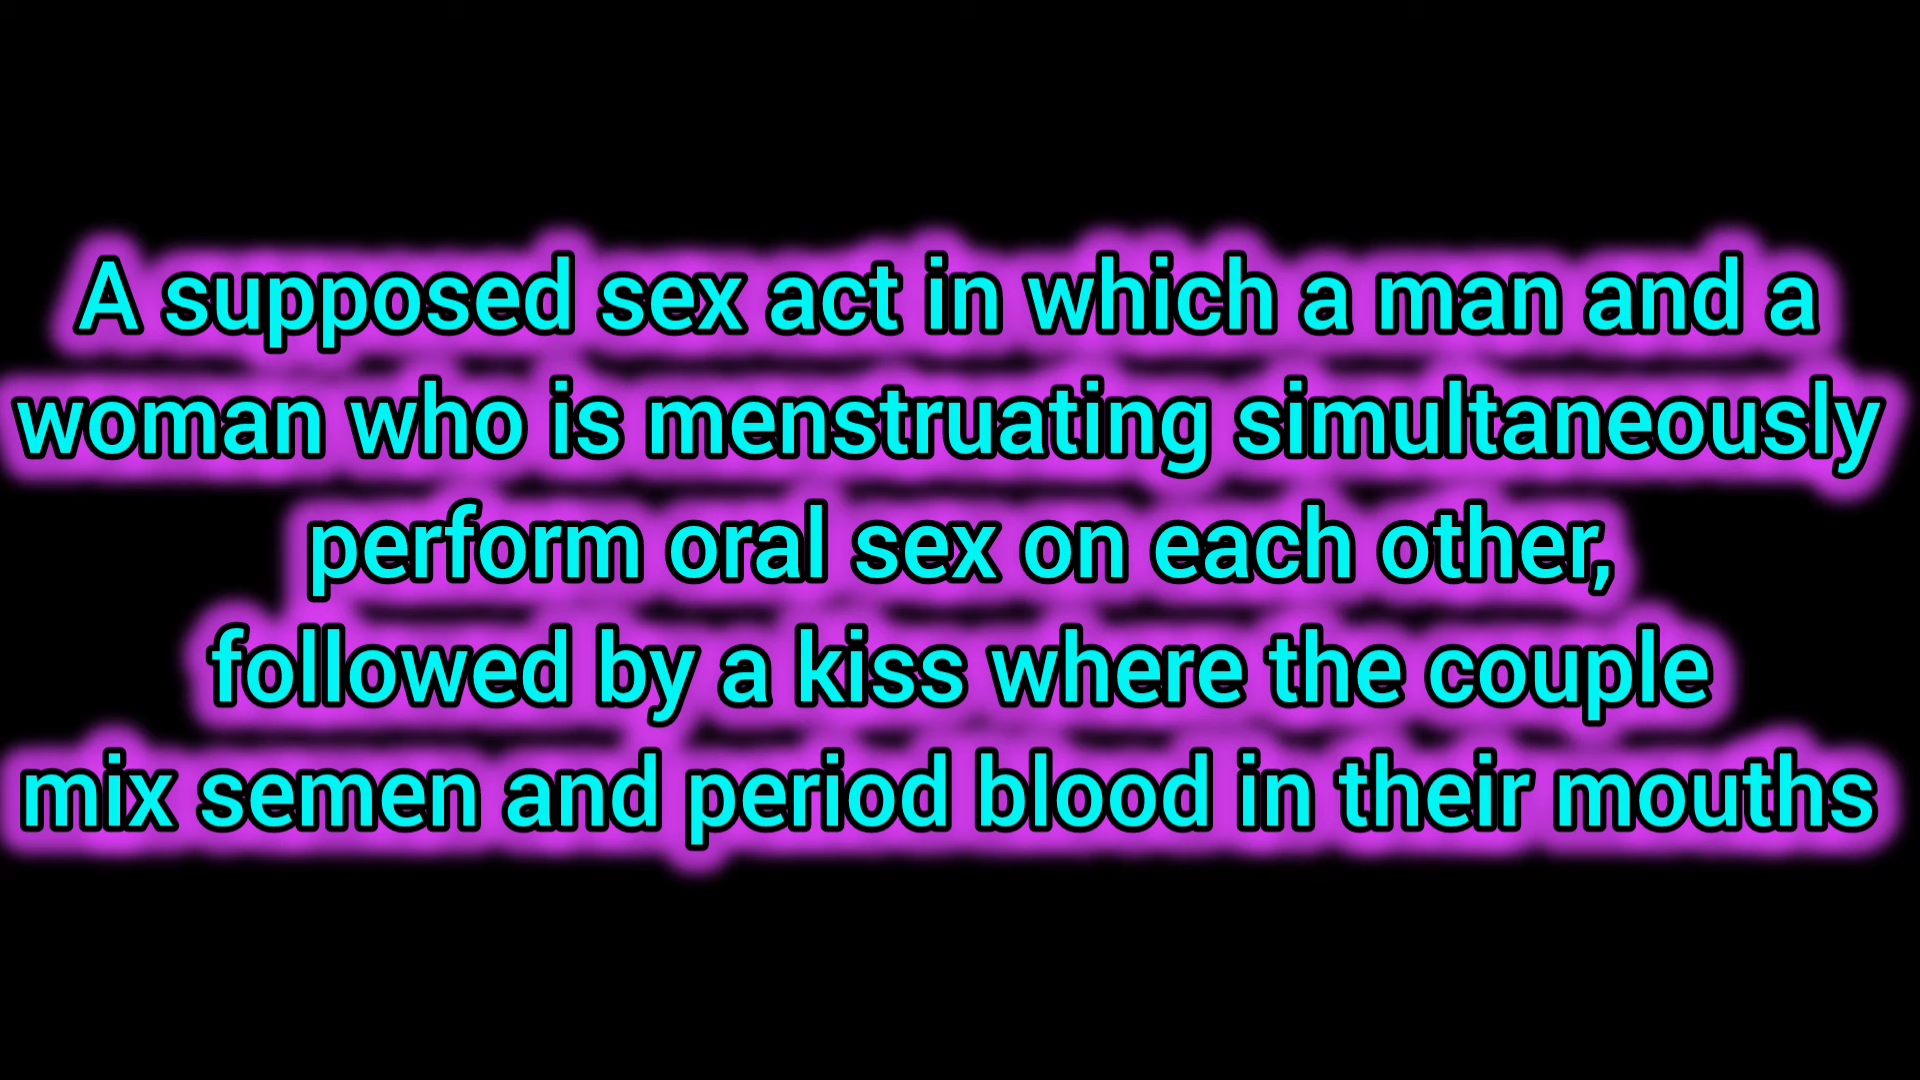 A supposed sex act in which a man and a
woman who is menstruating simultaneously
perform oral sex on each other,
followed by a kiss where the couple
mix semen and period blood in their mouths